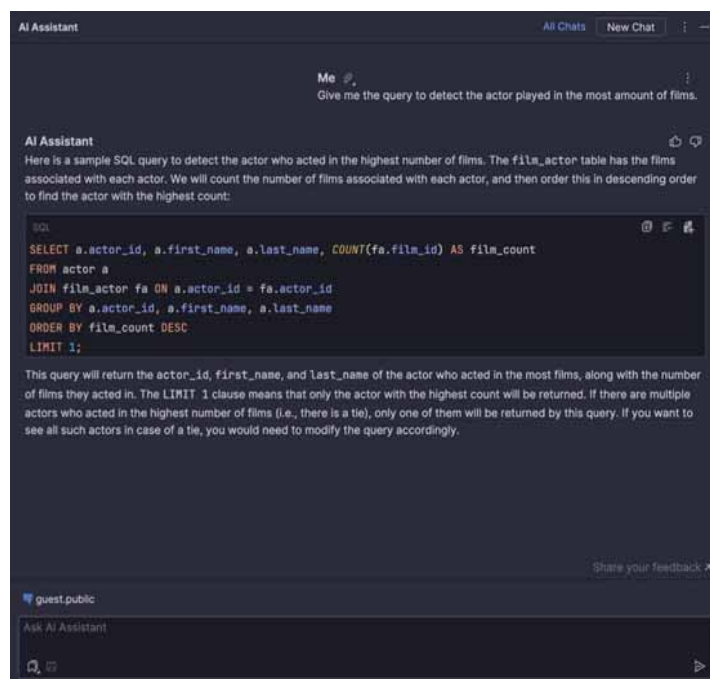 AI Assistant
All Chats
New Chat
Me
Give me the query to detect the actor played in the most amount of films.
AI Assistant
Here is a sample SQL query to detect the actor who acted in the highest number of films. The film_actor table has the films
associated with each actor. We will count the number of films associated with each actor, and then order this in descending order
to find the actor with the highest count:
SQL
SELECT a.actor_id, a.first_name, a.last_name, COUNT(fa.film_id) AS film_count
FROM actor a
JOIN film_actor fa ON a.actor_id = fa.actor_id
GROUP BY a.actor_id, a.first_name, a.last_name
ORDER BY film_count DESC
LIMIT 1;
This query will return the actor_id, first_name, and last_name of the actor who acted in the most films, along with the number
of films they acted in. The LIMIT 1 clause means that only the actor with the highest count will be returned. If there are multiple
actors who acted in the highest number of films (i.e., there is a tie), only one of them will be returned by this query. If you want to
see all such actors in case of a tie, you would need to modify the query accordingly.
Share your feedback
guest.public
Ask AI Assistant